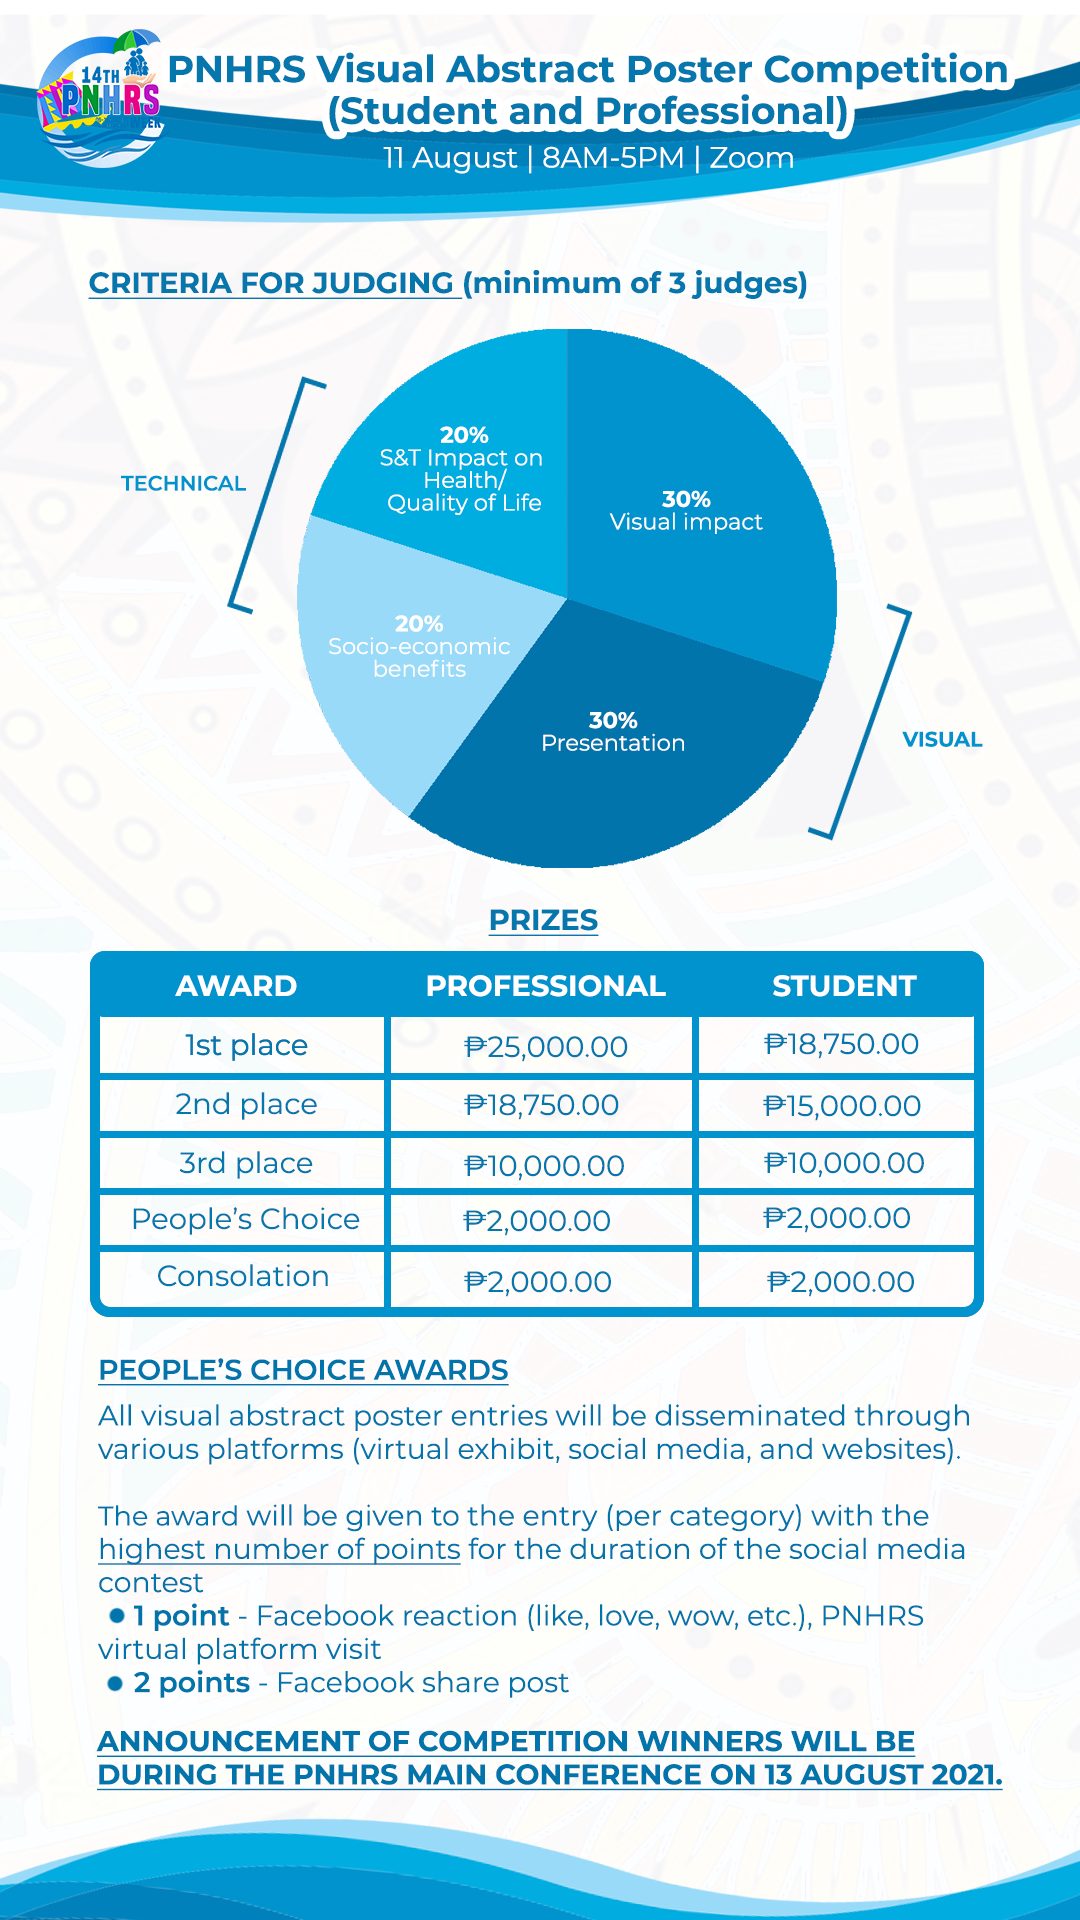 14TH
PNHRS
PNHRS Visual Abstract Poster Competition
(Student and Professional)
11 August | 8AM-5PM | Zoom
CRITERIA FOR JUDGING (minimum of 3 judges)
TECHNICAL
20%
S&T Impact on
Health/
Quality of Life
30%
Visual impact
20%
Socio-economic
benefits
30%
Presentation
VISUAL
PRIZES
AWARD PROFESSIONAL STUDENT
1st place ₱25,000.00 ₱18,750.00
2nd place ₱18,750.00 ₱15,000.00
3rd place ₱10,000.00 ₱10,000.00
People's Choice ₱2,000.00 ₱2,000.00
Consolation ₱2,000.00 ₱2,000.00
PEOPLE'S CHOICE AWARDS
All visual abstract poster entries will be disseminated through
various platforms (virtual exhibit, social media, and websites).
The award will be given to the entry (per category) with the
highest number of points for the duration of the social media
contest
● 1 point - Facebook reaction (like, love, wow, etc.), PNHRS
virtual platform visit
● 2 points - Facebook share post
ANNOUNCEMENT OF COMPETITION WINNERS WILL BE
DURING THE PNHRS MAIN CONFERENCE ON 13 AUGUST 2021.